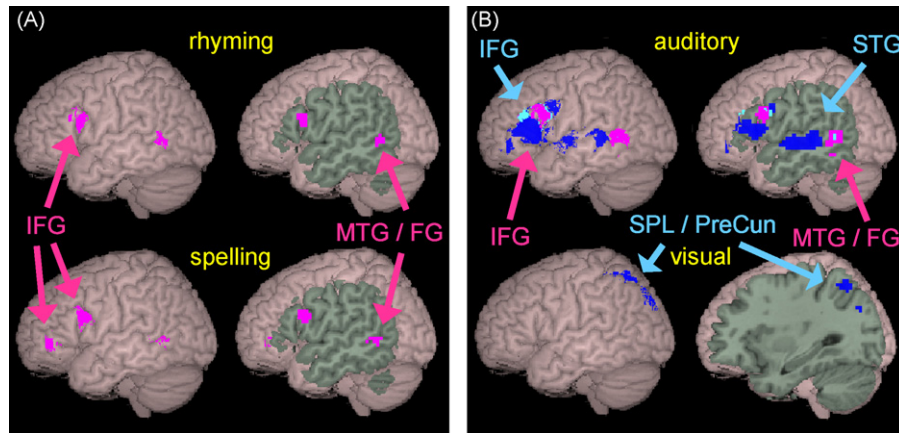 (A)
rhyming
IFG
MTG / FG
spelling
(B)
IFG
auditory
STG
IFG
SPL / PreCun
MTG / FG
visual